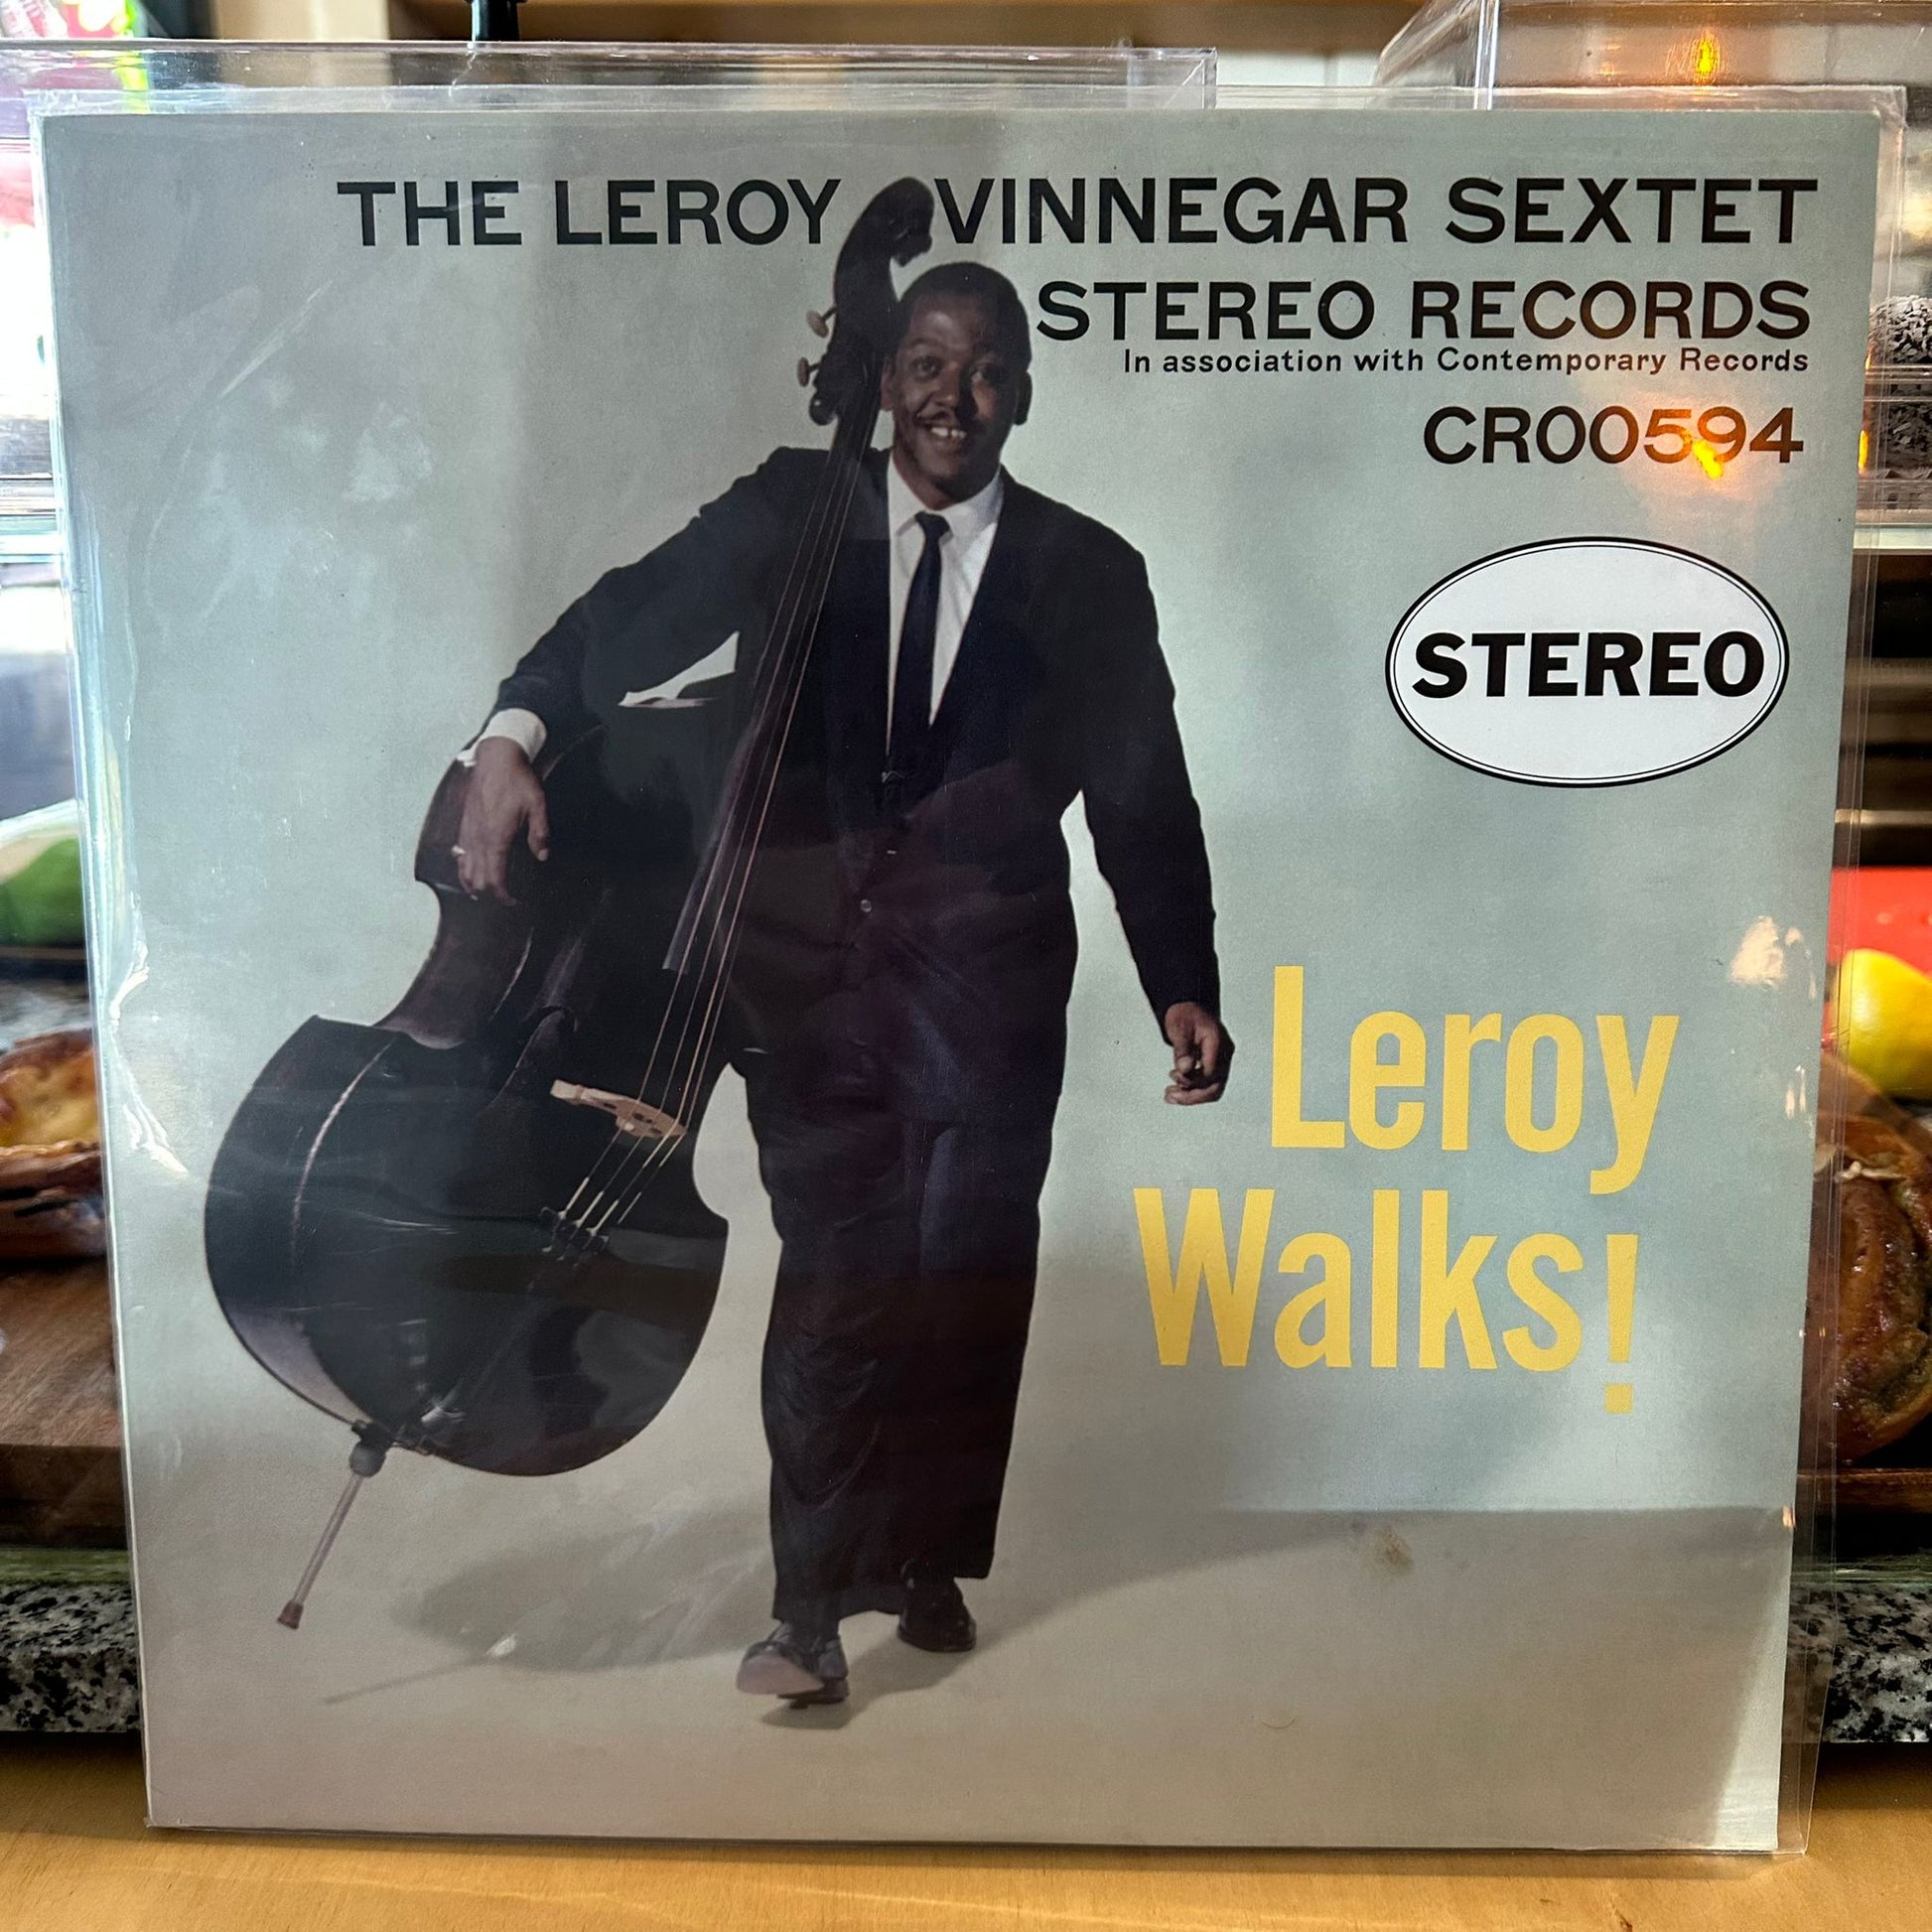 THE LEROY VINNEGAR SEXTET
STEREO RECORDS
In association with Contemporary Records
CR00594
STEREO
Leroy
Walks!